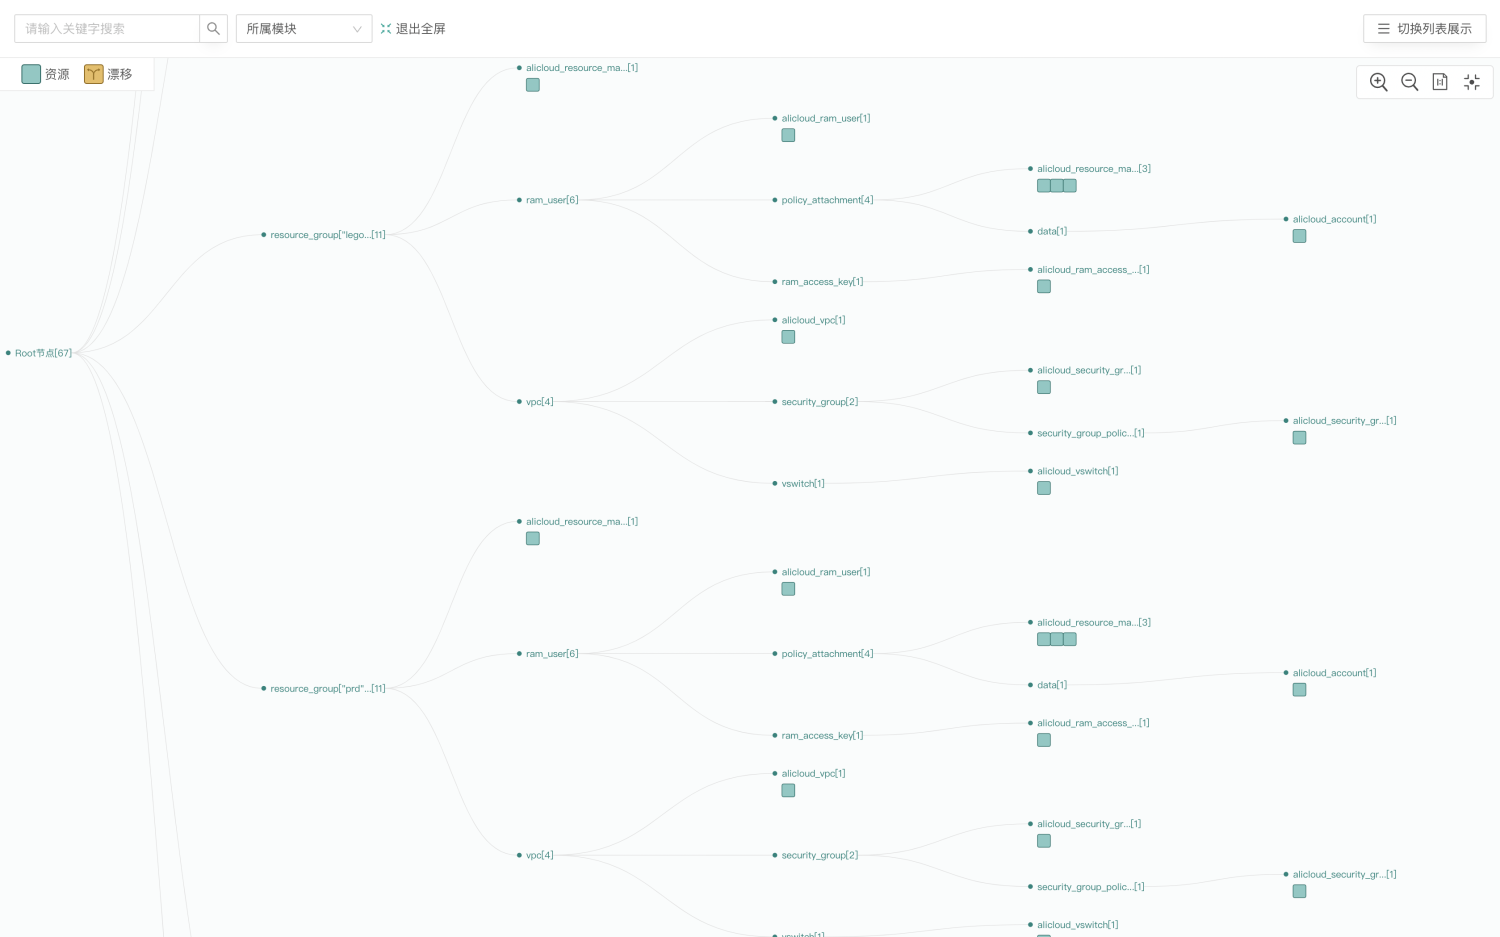 请输入关键字搜索
所属模块
退出全屏
切换列表展示
资源
漂移
alicloud_resource_ma...[1]
alicloud_ram_user[1]
alicloud_resource_ma...[3]
ram_user[6]
policy_attachment[4]
alicloud_account[1]
data[1]
resource_group["lego...[11]
alicloud_ram_access_...[1]
ram_access_key[1]
alicloud_vpc[1]
Root节点[67]
alicloud_security_gr...[1]
vpc[4]
security_group[2]
alicloud_security_gr...[1]
security_group_polic...[1]
alicloud_vswitch[1]
vswitch[1]
alicloud_resource_ma...[1]
alicloud_ram_user[1]
alicloud_resource_ma...[3]
ram_user[6]
policy_attachment[4]
alicloud_account[1]
data[1]
resource_group["prd"...[11]
alicloud_ram_access_...[1]
ram_access_key[1]
alicloud_vpc[1]
alicloud_security_gr...[1]
vpc[4]
security_group[2]
alicloud_security_gr...[1]
security_group_polic...[1]
alicloud_vswitch[1]
vswitch[1]